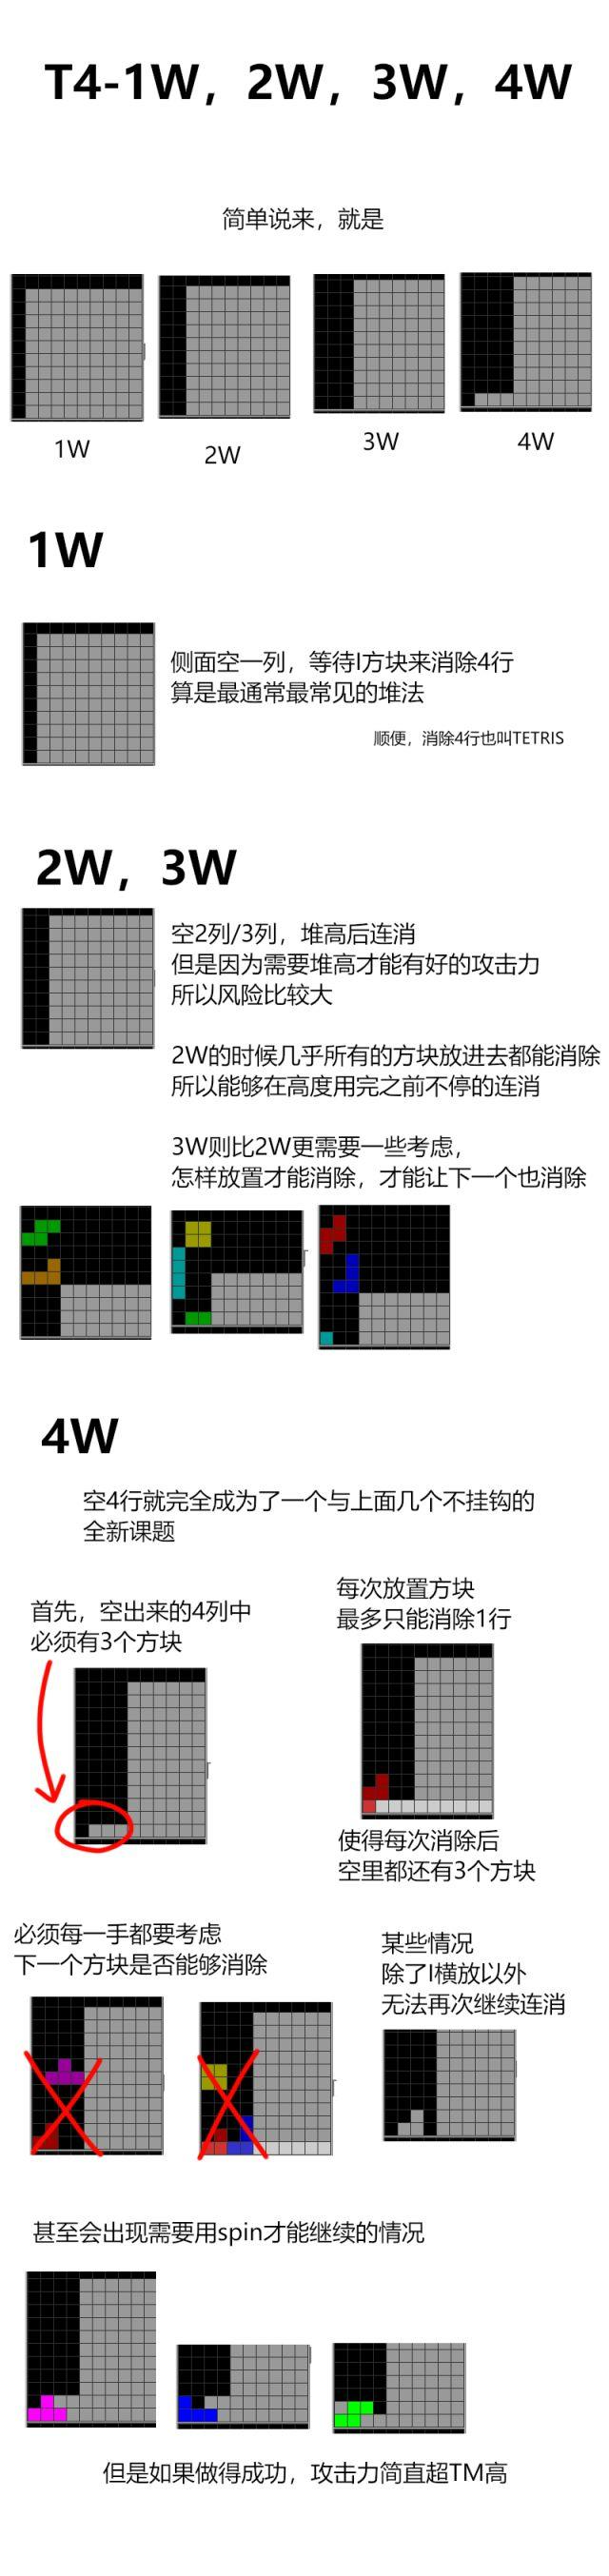 T4-1W，2W，3W，4W
简单说来，就是
1W
2W
3W
4W
1W
侧面空一列，等待I方块来消除4行
算是最通常最常见的堆法
顺便，消除4行也叫TETRIS
2W，3W
空2列/3列，堆高后连消
但是因为需要堆高才能有好的攻击力
所以风险比较大
2W的时候几乎所有的方块放进去都能消除
所以能够在高度用完之前不停的连消
3W则比2W更需要一些考虑，
怎样放置才能消除，才能让下一个也消除
4W
空4行就完全成为了一个与上面几个不挂钩的
全新课题
首先，空出来的4列中
必须有3个方块
每次放置方块
最多只能消除1行
使得每次消除后
空里都还有3个方块
必须每一手都要考虑
下一个方块是否能够消除
某些情况
除了I横放以外
无法再次继续连消
甚至会出现需要用spin才能继续的情况
但是如果做得成功，攻击力简直超TM高